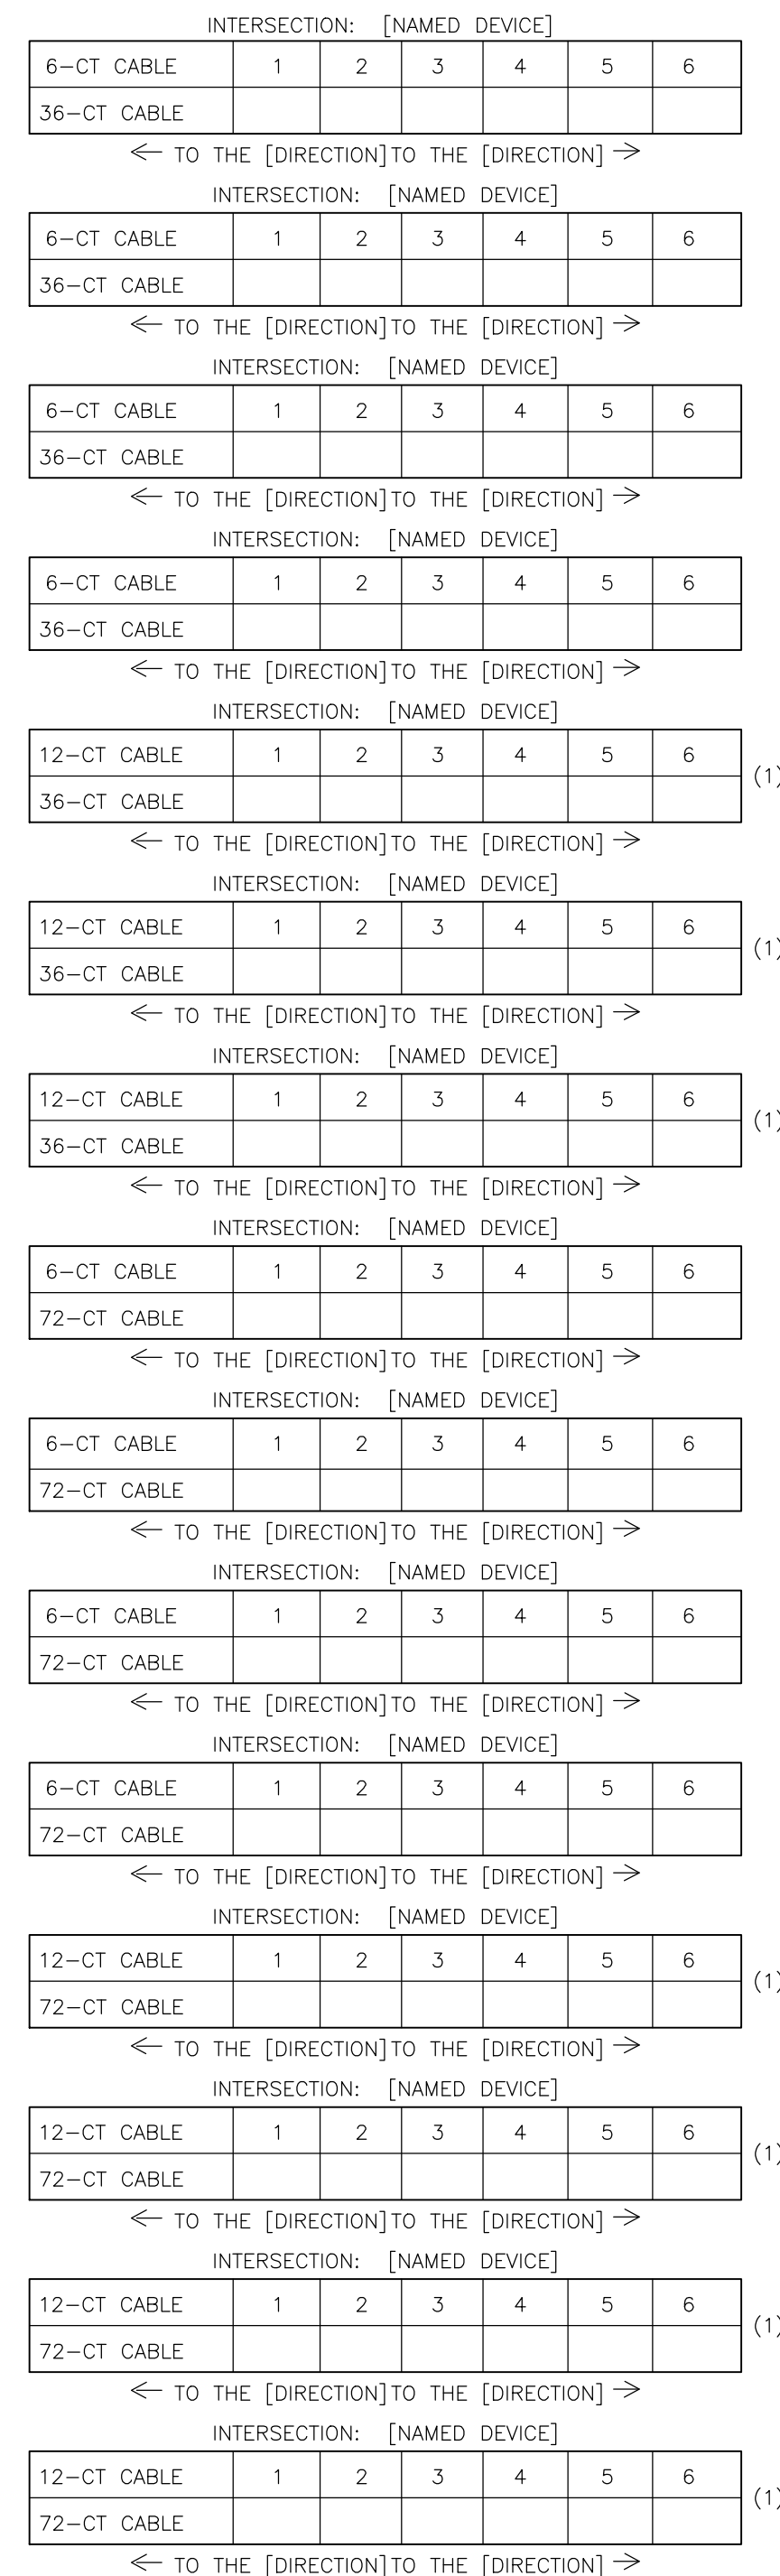 INTERSECTION: [NAMED DEVICE]
6-CT CABLE 1 2 3 4 5 6
36-CT CABLE
← TO THE [DIRECTION] TO THE [DIRECTION] →
INTERSECTION: [NAMED DEVICE]
6-CT CABLE 1 2 3 4 5 6
36-CT CABLE
← TO THE [DIRECTION] TO THE [DIRECTION] →
INTERSECTION: [NAMED DEVICE]
6-CT CABLE 1 2 3 4 5 6
36-CT CABLE
← TO THE [DIRECTION] TO THE [DIRECTION] →
INTERSECTION: [NAMED DEVICE]
6-CT CABLE 1 2 3 4 5 6
36-CT CABLE
← TO THE [DIRECTION] TO THE [DIRECTION] →
INTERSECTION: [NAMED DEVICE]
12-CT CABLE 1 2 3 4 5 6
(1)
36-CT CABLE
← TO THE [DIRECTION] TO THE [DIRECTION] →
INTERSECTION: [NAMED DEVICE]
12-CT CABLE 1 2 3 4 5 6
(1)
36-CT CABLE
← TO THE [DIRECTION] TO THE [DIRECTION] →
INTERSECTION: [NAMED DEVICE]
12-CT CABLE 1 2 3 4 5 6
(1)
36-CT CABLE
← TO THE [DIRECTION] TO THE [DIRECTION] →
INTERSECTION: [NAMED DEVICE]
6-CT CABLE 1 2 3 4 5 6
72-CT CABLE
← TO THE [DIRECTION] TO THE [DIRECTION] →
INTERSECTION: [NAMED DEVICE]
6-CT CABLE 1 2 3 4 5 6
72-CT CABLE
← TO THE [DIRECTION] TO THE [DIRECTION] →
INTERSECTION: [NAMED DEVICE]
6-CT CABLE 1 2 3 4 5 6
72-CT CABLE
← TO THE [DIRECTION] TO THE [DIRECTION] →
INTERSECTION: [NAMED DEVICE]
6-CT CABLE 1 2 3 4 5 6
72-CT CABLE
← TO THE [DIRECTION] TO THE [DIRECTION] →
INTERSECTION: [NAMED DEVICE]
12-CT CABLE 1 2 3 4 5 6
(1)
72-CT CABLE
← TO THE [DIRECTION] TO THE [DIRECTION] →
INTERSECTION: [NAMED DEVICE]
12-CT CABLE 1 2 3 4 5 6
(1)
72-CT CABLE
← TO THE [DIRECTION] TO THE [DIRECTION] →
INTERSECTION: [NAMED DEVICE]
12-CT CABLE 1 2 3 4 5 6
(1)
72-CT CABLE
← TO THE [DIRECTION] TO THE [DIRECTION] →
INTERSECTION: [NAMED DEVICE]
12-CT CABLE 1 2 3 4 5 6
(1)
72-CT CABLE
← TO THE [DIRECTION] TO THE [DIRECTION] →